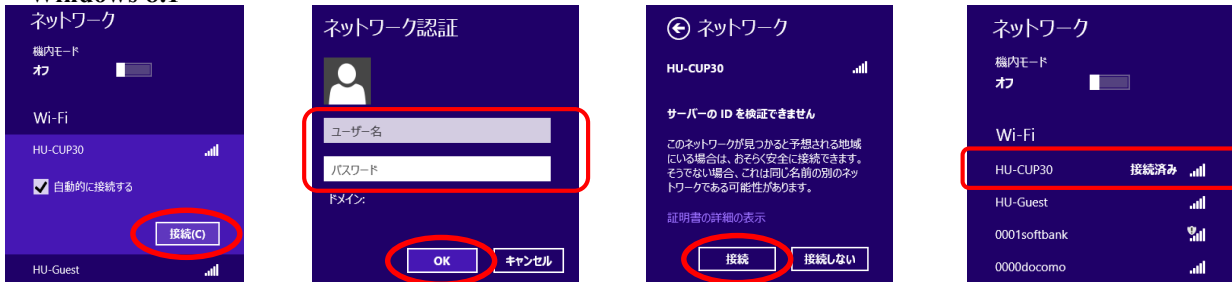 Windows 8.1
ネットワーク
機内モード
オフ
Wi-Fi
HU-CUP30
自動的に接続する
接続(C)
HU-Guest
ネットワーク認証
ユーザー名
パスワード
ドメイン:
OK
キャンセル
ネットワーク
HU-CUP30
サーバーの ID を検証できません
このネットワークが見つかると予想される地域
にいる場合は、おそらく安全に接続できます。
そうでない場合、これは同じ名前の別のネッ
トワークである可能性があります。
証明書の詳細の表示
接続
接続しない
ネットワーク
機内モード
オフ
Wi-Fi
HU-CUP30 接続済み
HU-Guest
0001softbank
0000docomo